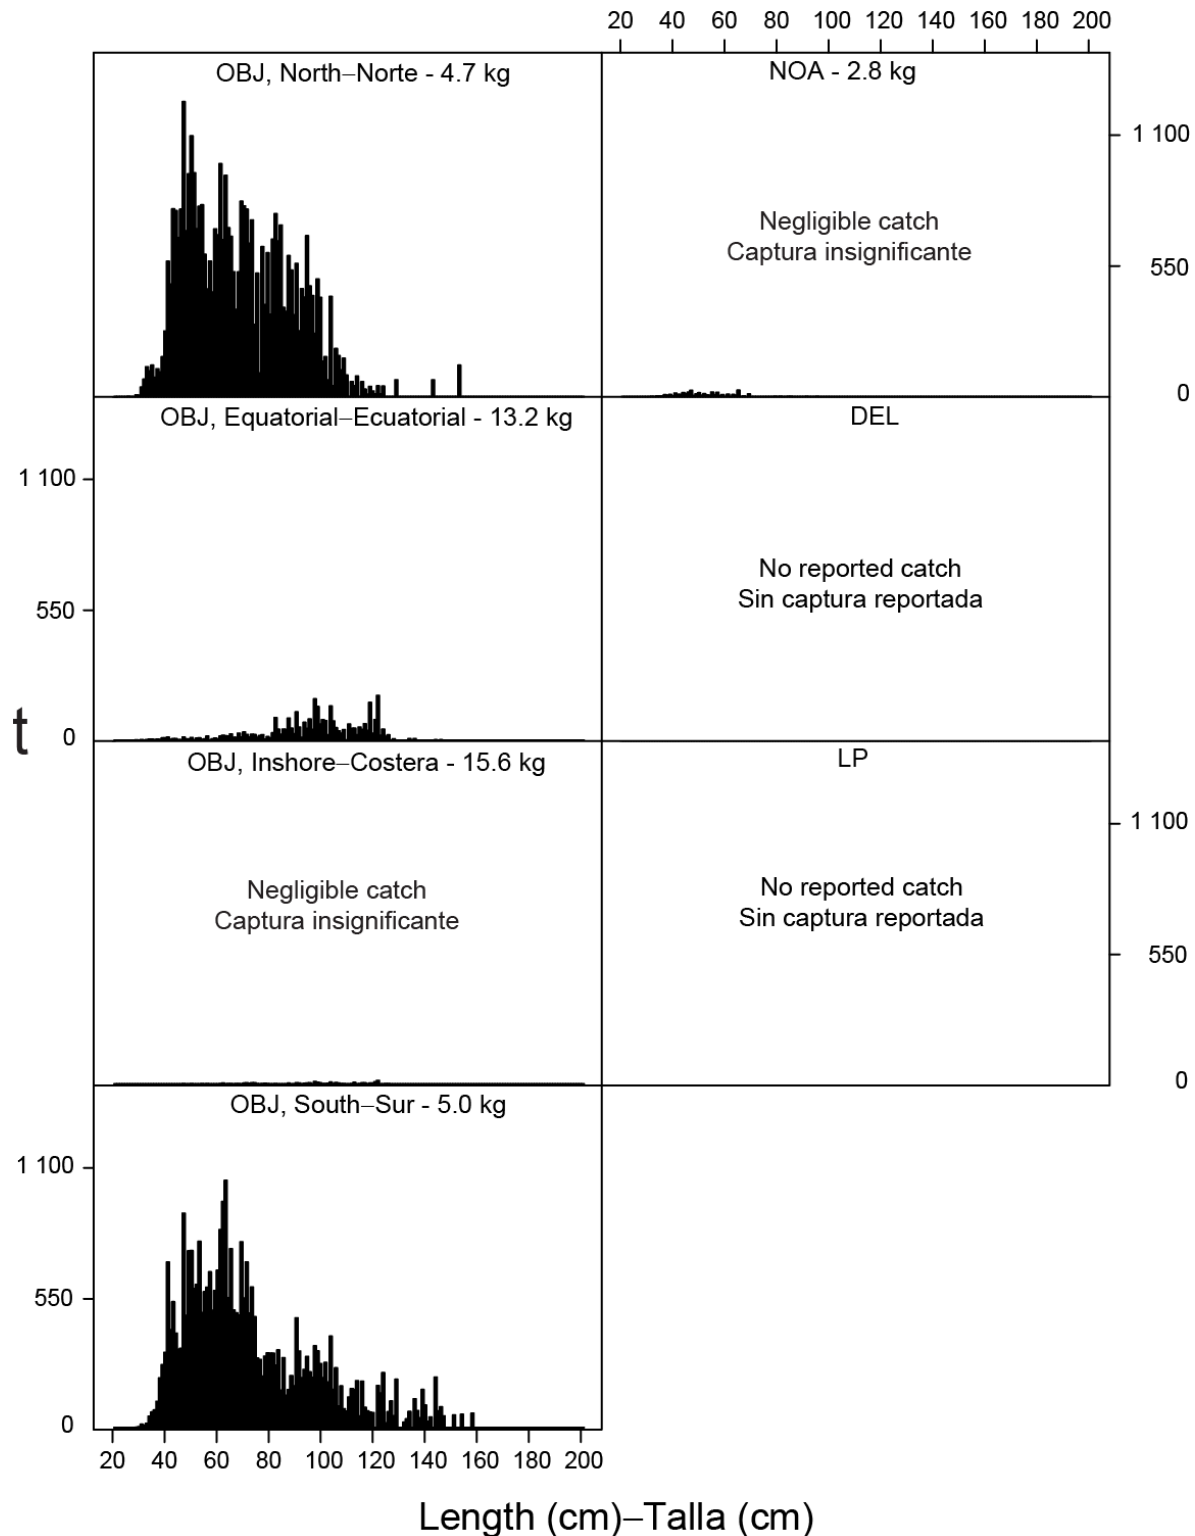 20 40 60 80 100 120 140 160 180 200
OBJ, North–Norte - 4.7 kg
NOA - 2.8 kg
Negligible catch
Captura insignificante
1 100
550
0
OBJ, Equatorial–Ecuatorial - 13.2 kg
DEL
1 100
550
0
No reported catch
Sin captura reportada
t
OBJ, Inshore–Costera - 15.6 kg
LP
Negligible catch
Captura insignificante
No reported catch
Sin captura reportada
1 100
550
0
OBJ, South–Sur - 5.0 kg
1 100
550
0
20 40 60 80 100 120 140 160 180 200
Length (cm)–Talla (cm)